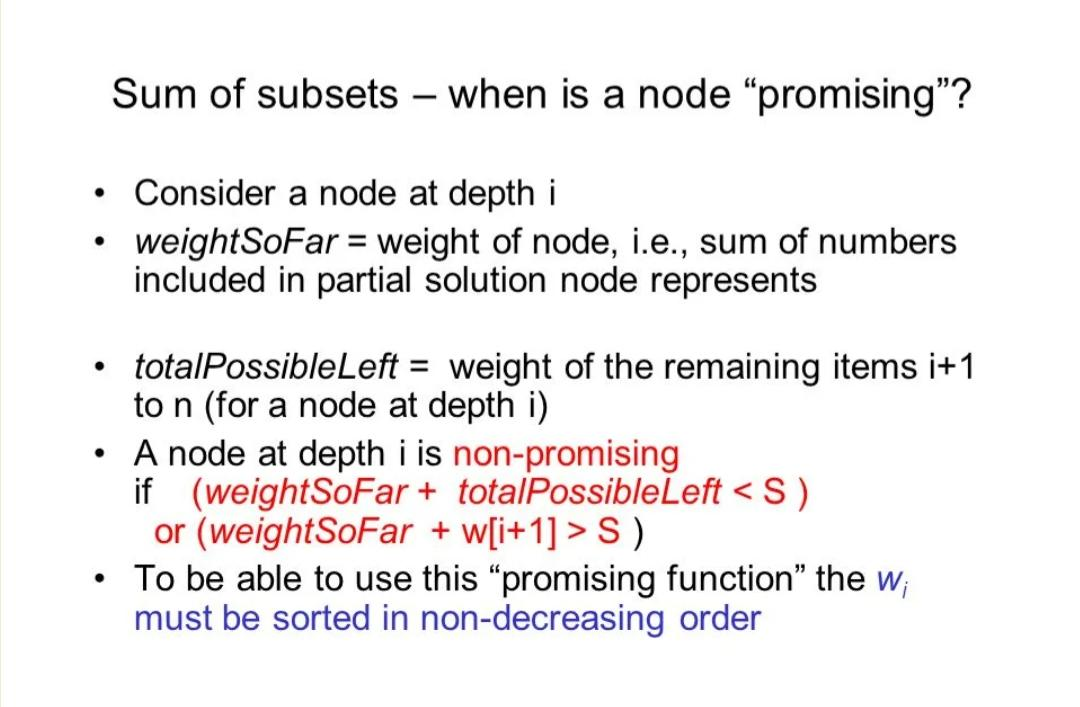 Sum of subsets – when is a node “promising”?
• Consider a node at depth i
• weightSoFar = weight of node, i.e., sum of numbers
included in partial solution node represents
• totalPossibleLeft = weight of the remaining items i+1
to n (for a node at depth i)
• A node at depth i is non-promising
if (weightSoFar + totalPossibleLeft < S )
or (weightSoFar + w[i+1] > S )
• To be able to use this “promising function” the wi
must be sorted in non-decreasing order